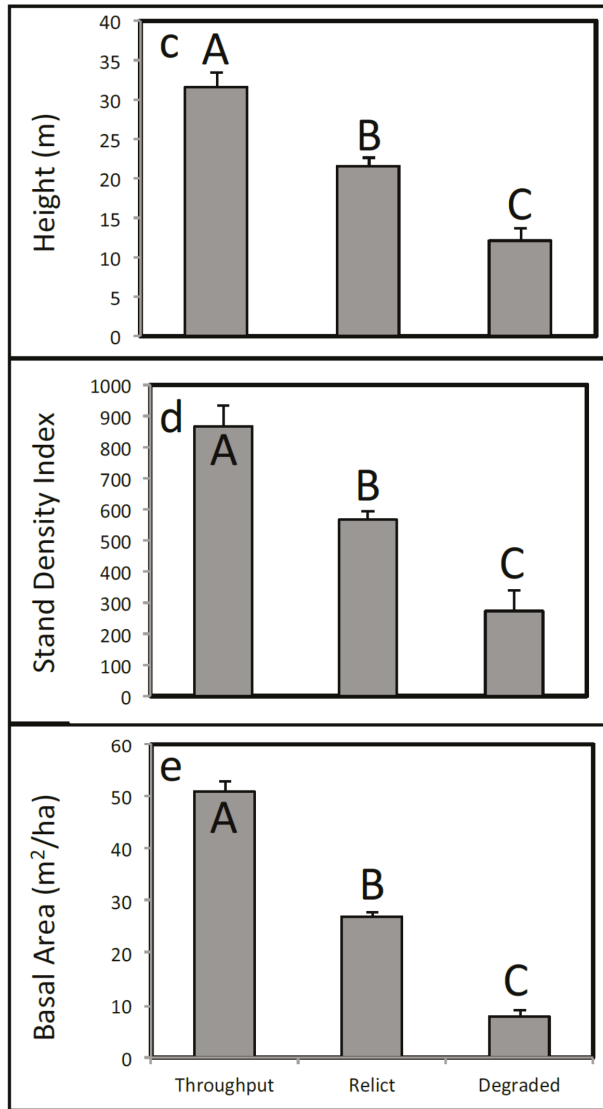 c
Height (m)
40
35
30
25
20
15
10
5
0
A
B
C
d
Stand Density Index
1000
900
800
700
600
500
400
300
200
100
0
A
B
C
e
Basal Area (m²/ha)
60
50
40
30
20
10
0
A
B
C
Throughput Relict Degraded